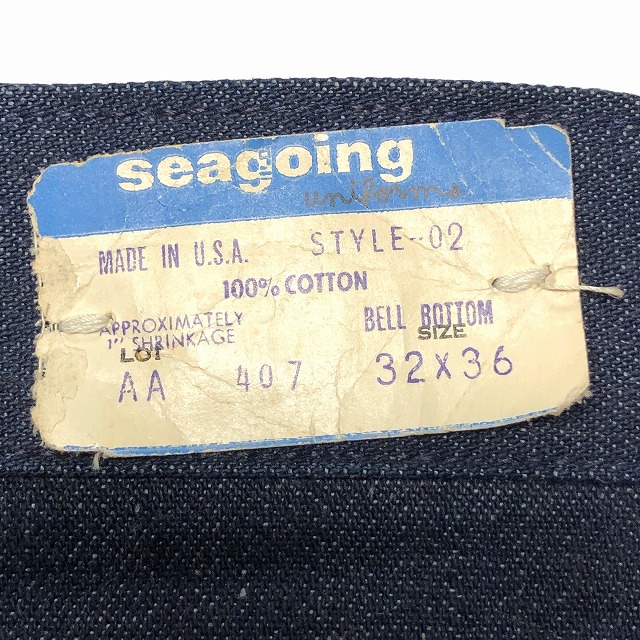 seagoing
uniforms
MADE IN U.S.A. STYLE-02
100% COTTON
APPROXIMATELY
1" SHRINKAGE
BELL BOTTOM
LOT
SIZE
AA 407 32X36